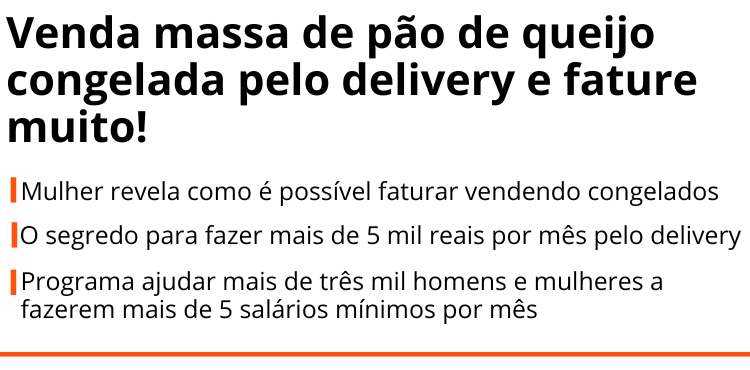 Venda massa de pão de queijo
congelada pelo delivery e fature
muito!
Mulher revela como é possível faturar vendendo congelados
O segredo para fazer mais de 5 mil reais por mês pelo delivery
Programa ajudar mais de três mil homens e mulheres a
fazerem mais de 5 salários mínimos por mês